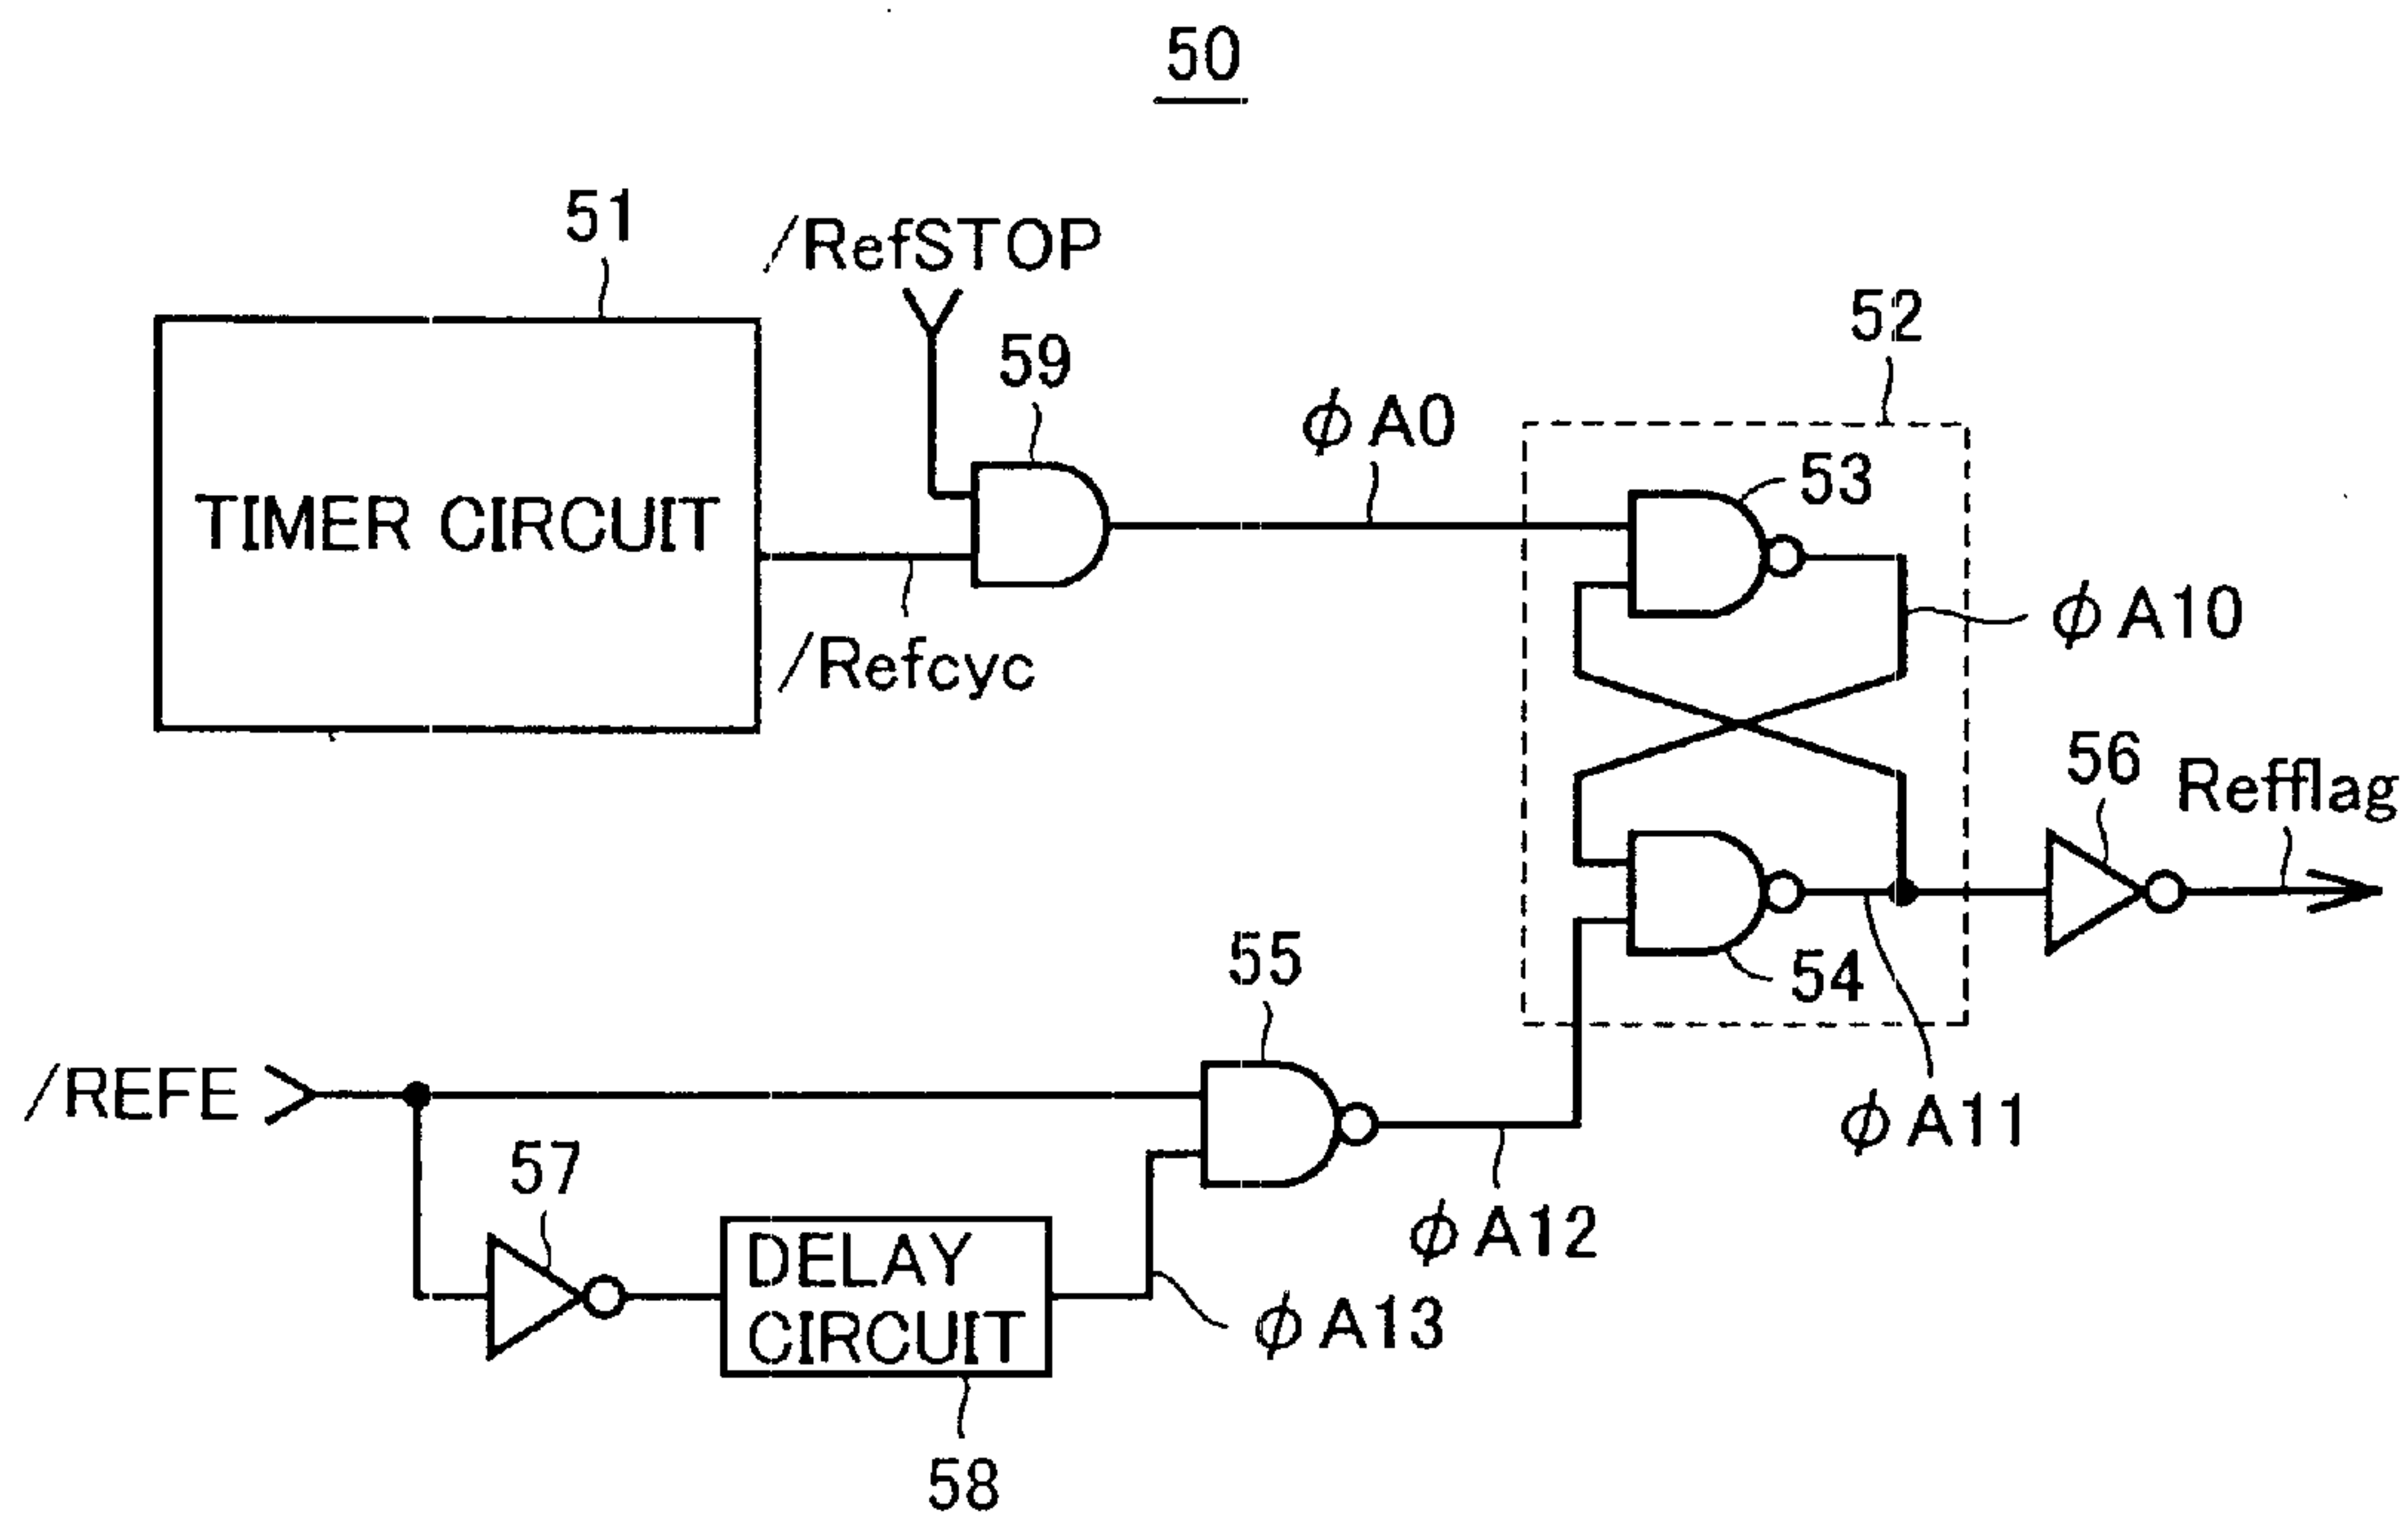 50
51
/RefSTOP
52
59
φA0
53
TIMER CIRCUIT
φA10
/Refcyc
56
Refflag
55
54
/REFE
57
φA11
φA12
DELAY
CIRCUIT
φA13
58